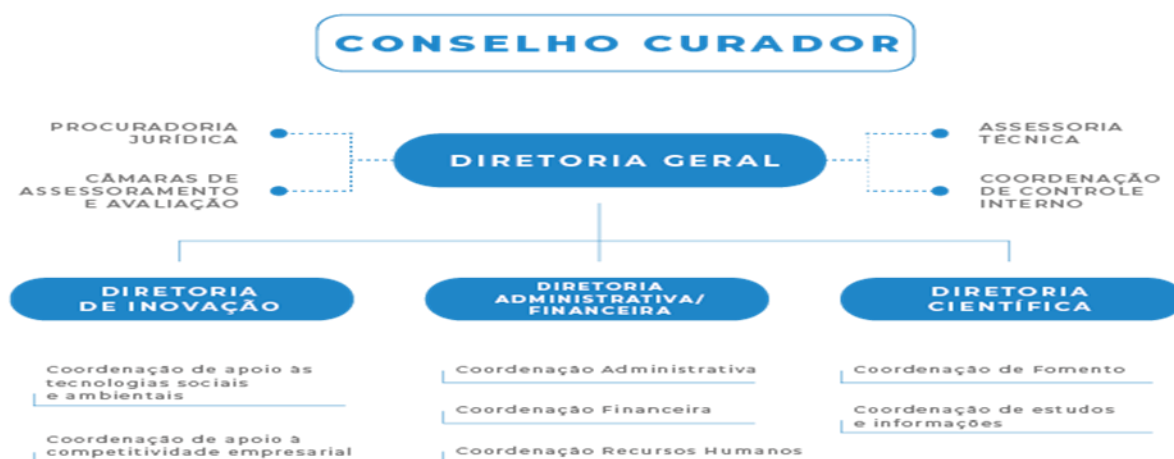 CONSELHO CURADOR
PROCURADORIA
JURÍDICA
CÂMARAS DE
ASSESSORAMENTO
E AVALIAÇÃO
DIRETORIA GERAL
ASSESSORIA
TÉCNICA
COORDENAÇÃO
DE CONTROLE
INTERNO
DIRETORIA
DE INOVAÇÃO
Coordenação de apoio às
tecnologias sociais
e ambientais
Coordenação de apoio à
competitividade empresarial
DIRETORIA
ADMINISTRATIVA/
FINANCEIRA
Coordenação Administrativa
Coordenação Financeira
Coordenação Recursos Humanos
DIRETORIA
CIENTÍFICA
Coordenação de Fomento
Coordenação de estudos
e informações